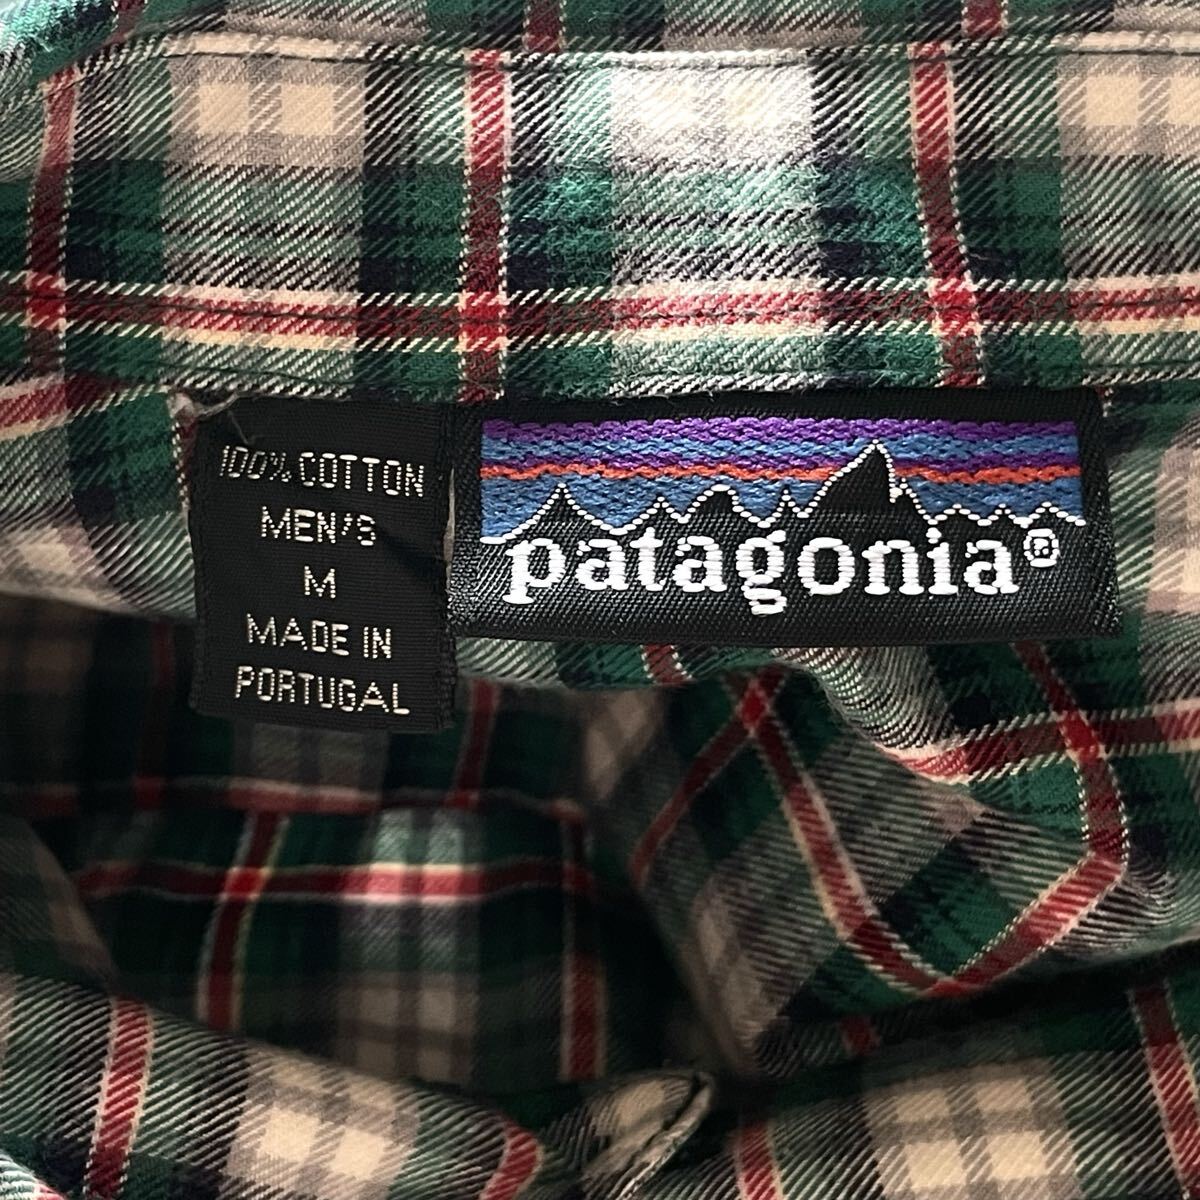 100% COTTON
MEN'S
M
MADE IN
PORTUGAL
patagonia®